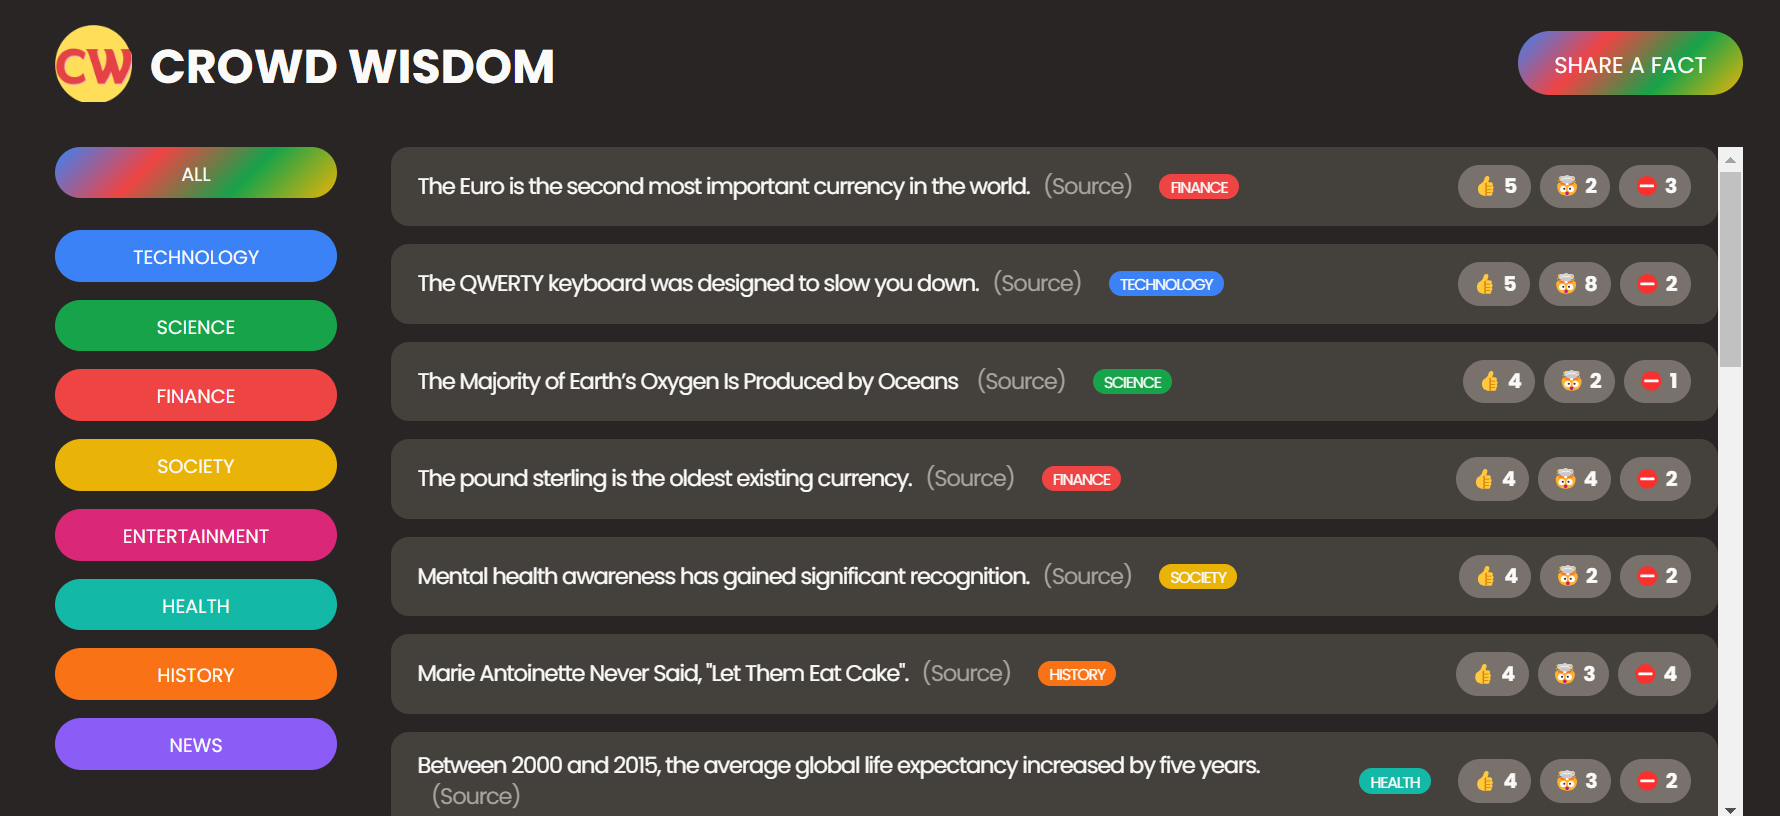 CW CROWD WISDOM
SHARE A FACT
ALL
TECHNOLOGY
SCIENCE
FINANCE
SOCIETY
ENTERTAINMENT
HEALTH
HISTORY
NEWS
The Euro is the second most important currency in the world. (Source) FINANCE 5 2 3
The QWERTY keyboard was designed to slow you down. (Source) TECHNOLOGY 5 8 2
The Majority of Earth’s Oxygen Is Produced by Oceans (Source) SCIENCE 4 2 1
The pound sterling is the oldest existing currency. (Source) FINANCE 4 4 2
Mental health awareness has gained significant recognition. (Source) SOCIETY 4 2 2
Marie Antoinette Never Said, "Let Them Eat Cake". (Source) HISTORY 4 3 4
Between 2000 and 2015, the average global life expectancy increased by five years.
(Source)
HEALTH 4 3 2